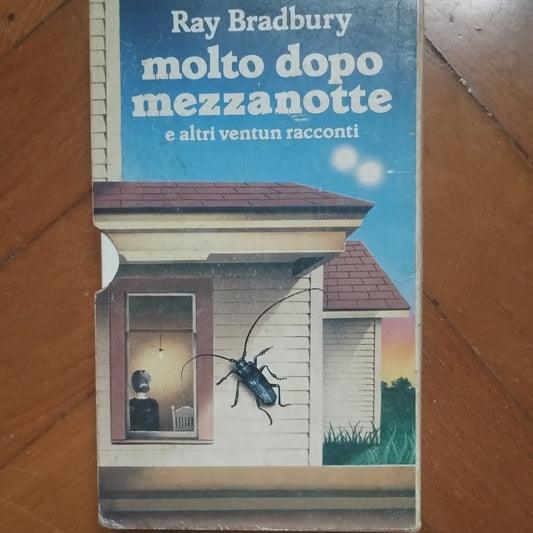 Ray Bradbury
molto dopo
mezzanotte
e altri ventun racconti